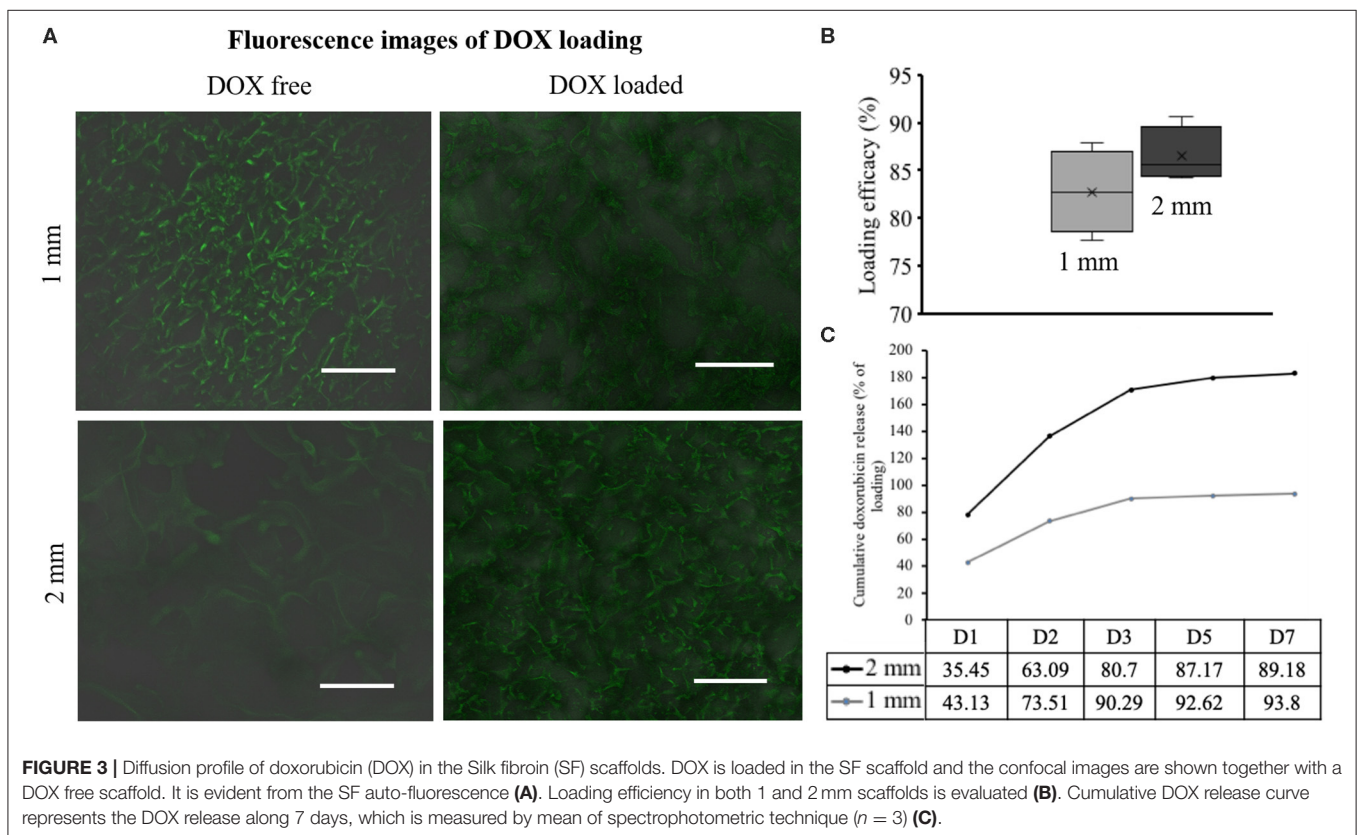 A
Fluorescence images of DOX loading
DOX free
DOX loaded
1 mm
2 mm
B
Loading efficacy (%)
95
90
85
80
75
70
1 mm
2 mm
C
Cumulative doxorubicin release (% of
loading)
200
180
160
140
120
100
80
60
40
20
0
D1 D2 D3 D5 D7
2 mm 35.45 63.09 80.7 87.17 89.18
1 mm 43.13 73.51 90.29 92.62 93.8
FIGURE 3 | Diffusion profile of doxorubicin (DOX) in the Silk fibroin (SF) scaffolds. DOX is loaded in the SF scaffold and the confocal images are shown together with a
DOX free scaffold. It is evident from the SF auto-fluorescence (A). Loading efficiency in both 1 and 2 mm scaffolds is evaluated (B). Cumulative DOX release curve
represents the DOX release along 7 days, which is measured by mean of spectrophotometric technique (n = 3) (C).